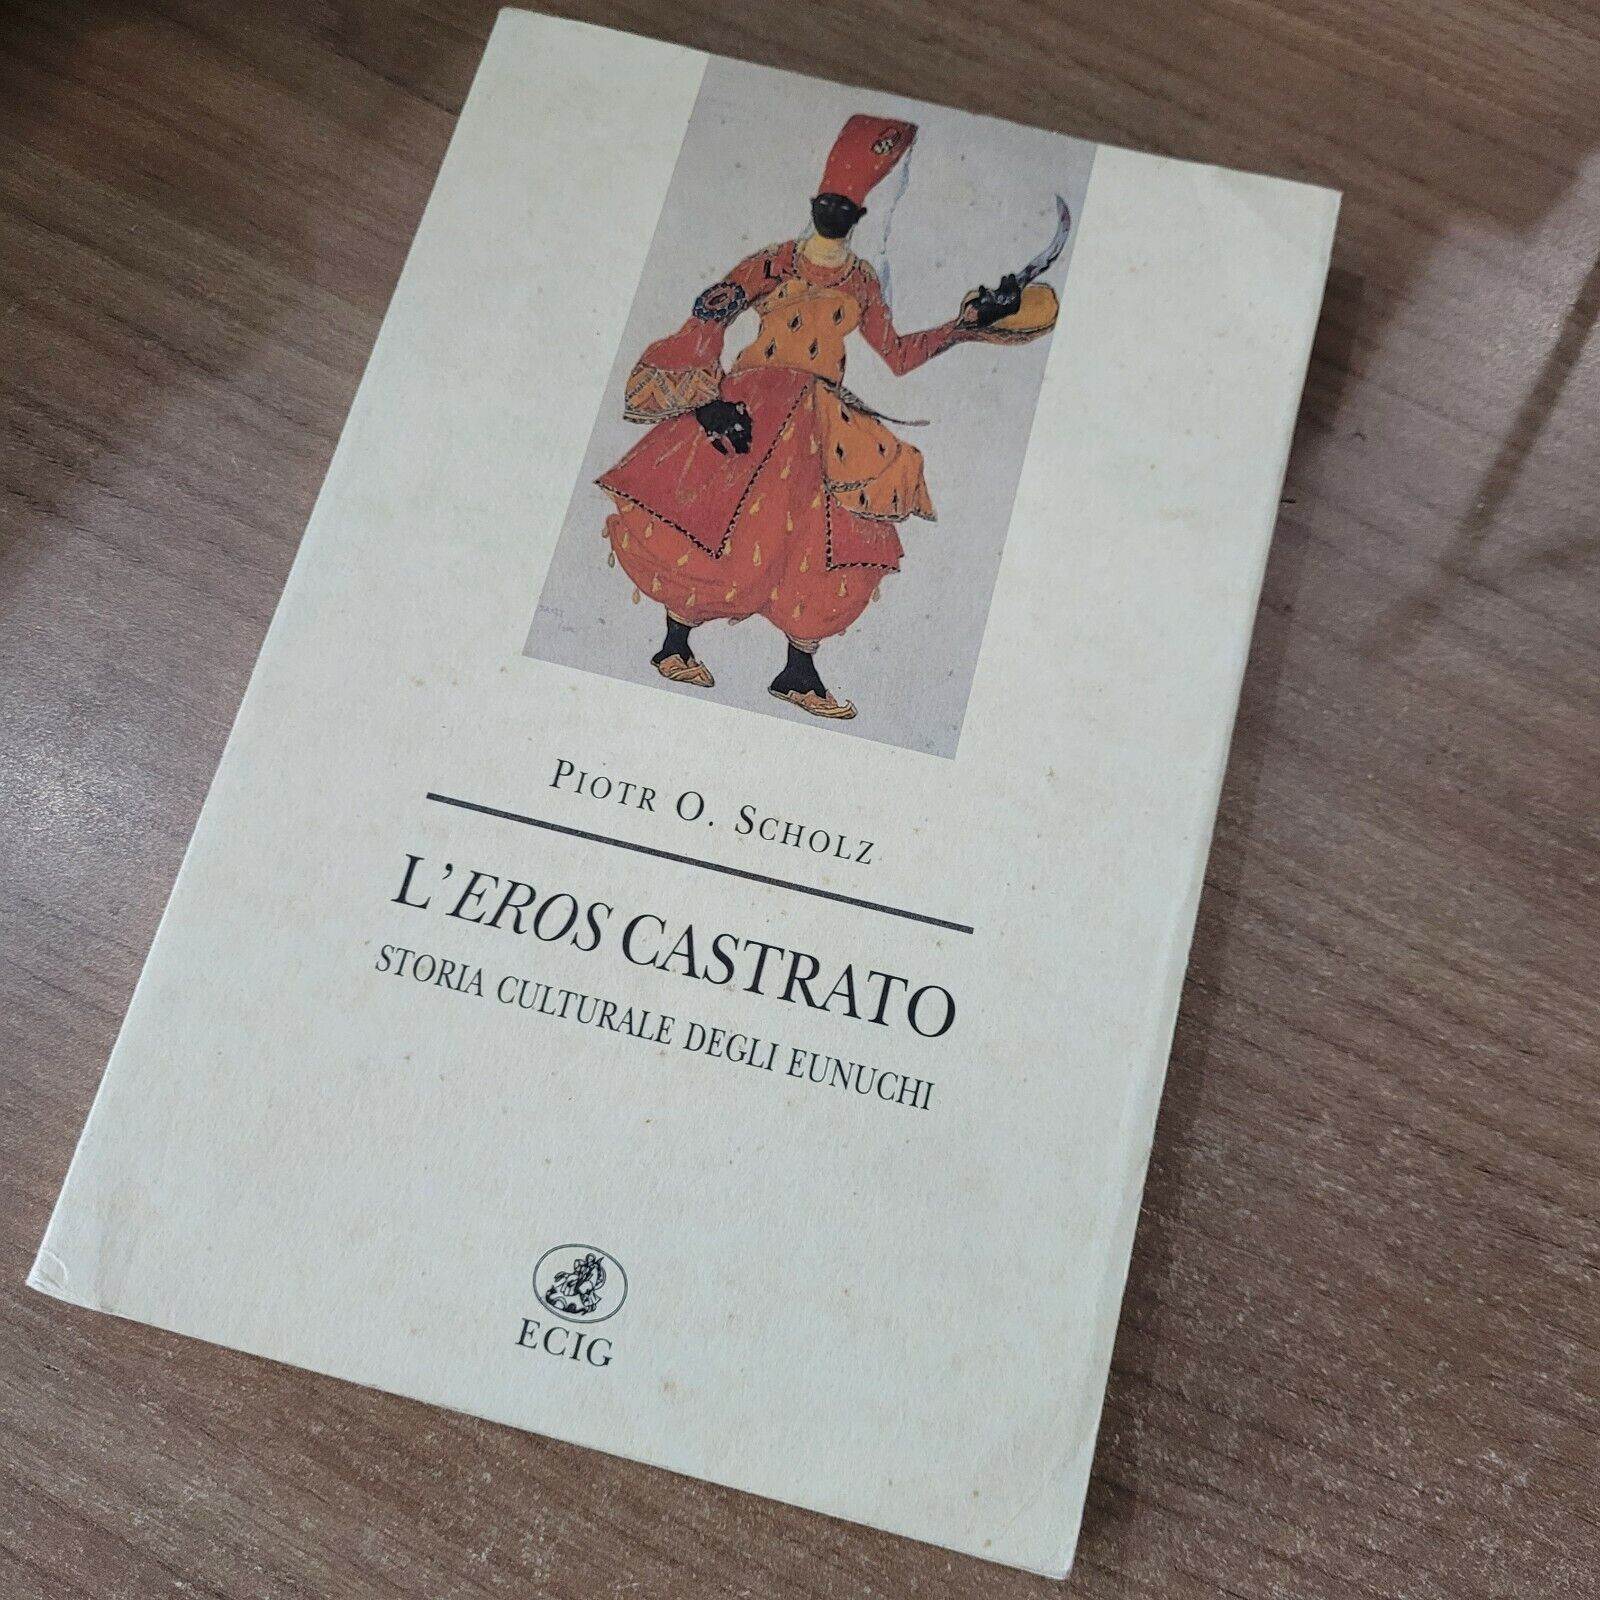 PIOTR O. SCHOLZ
L'EROS CASTRATO
STORIA CULTURALE DEGLI EUNUCHI
ECIG